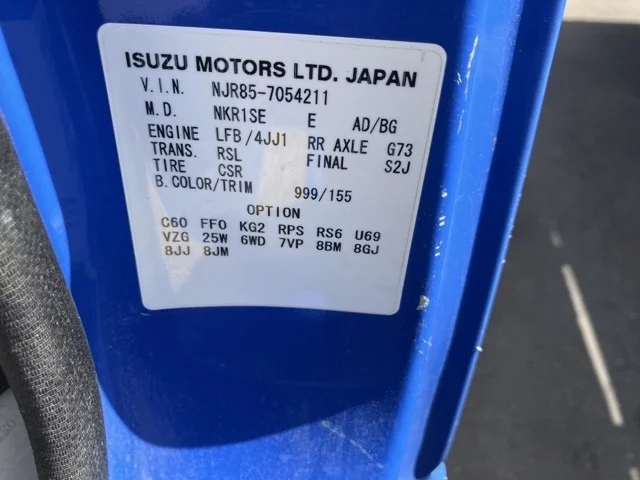 ISUZU MOTORS LTD. JAPAN
V.I.N. NJR85-7054211
M.D. NKR1SE E AD/BG
ENGINE LFB/4JJ1 RR AXLE G73
TRANS. RSL FINAL S2J
TIRE CSR
B.COLOR/TRIM 999/155
OPTION
C60 FFO KG2 RPS RS6 U69
VZG 25W 6WD 7VP 8BM 8GJ
8JJ 8JM